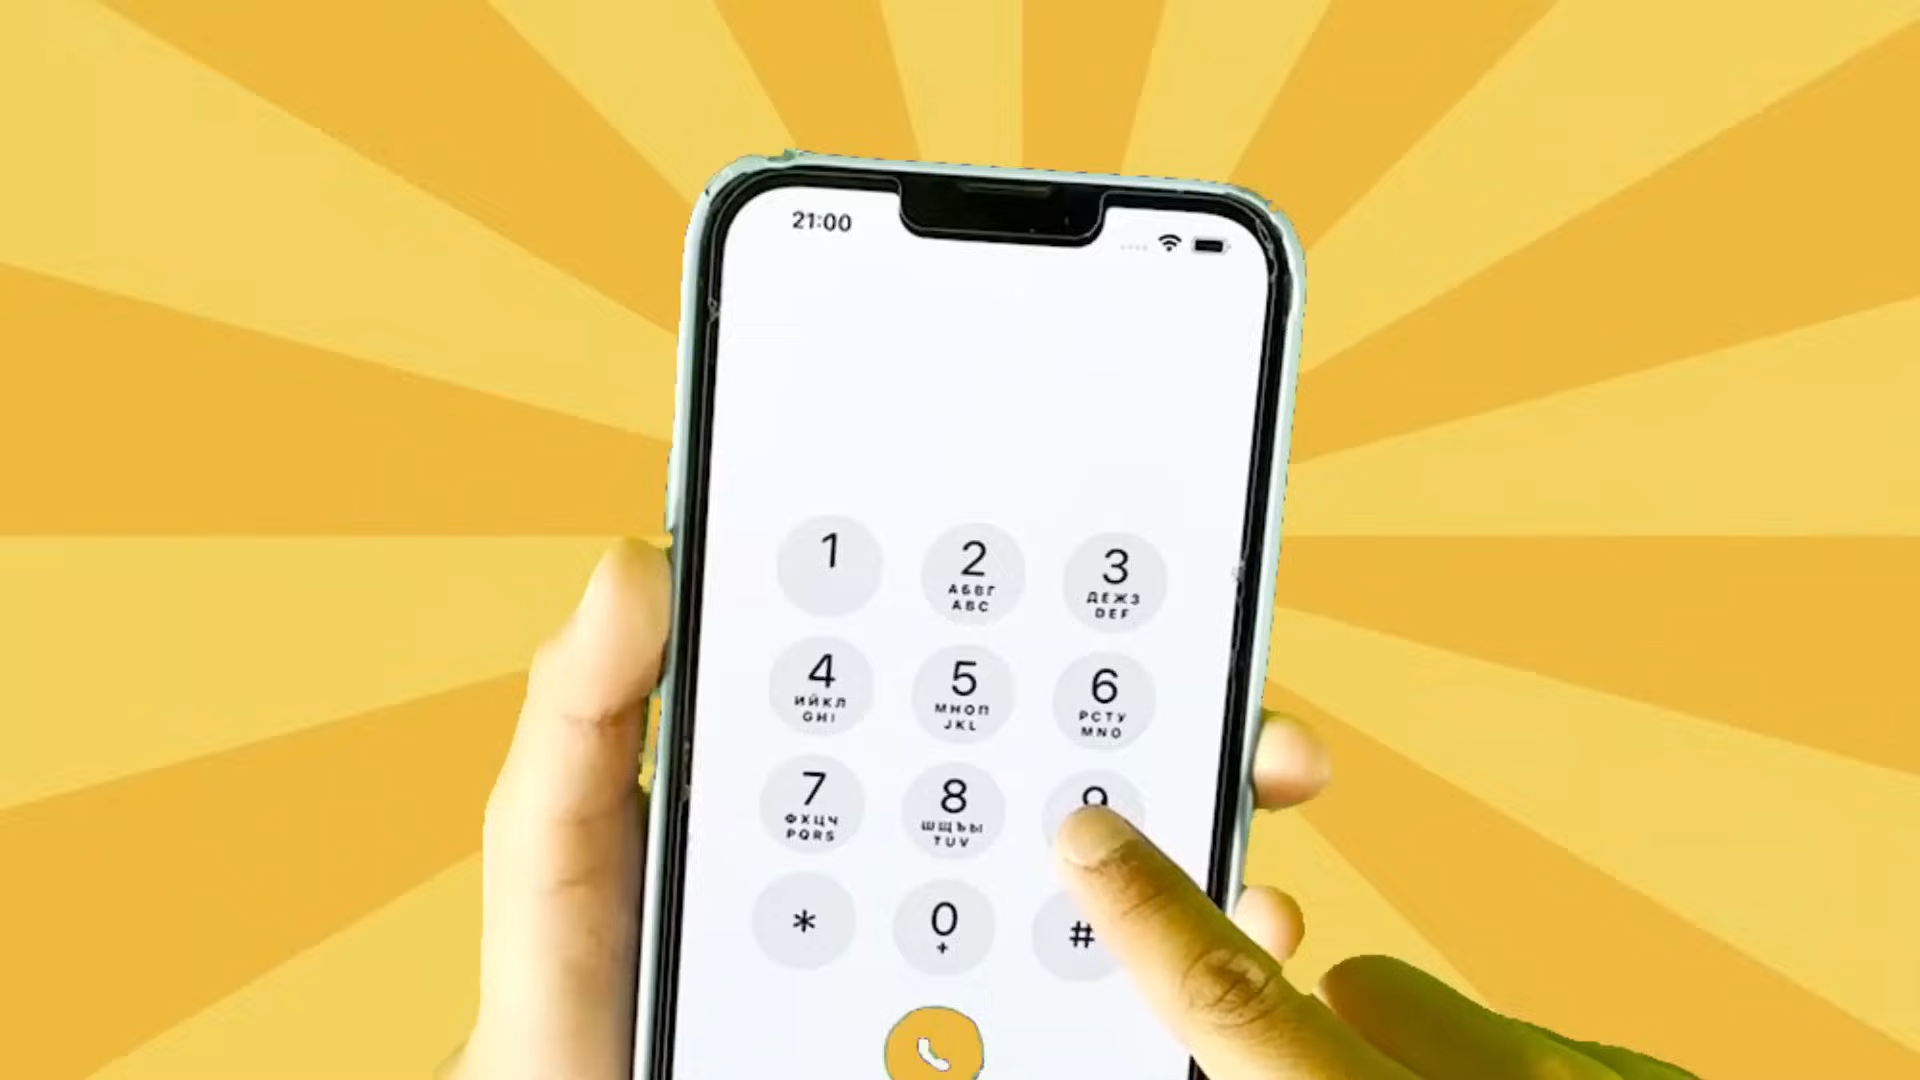 21:00
1
2
АБВГ
ABC
3
ДЕЖЗ
DEF
4
ИЙКЛ
GHI
5
МНОП
JKL
6
РСТУ
MNO
7
ФХЦЧ
PQRS
8
ШЩЪЫ
TUV
9
*
0
+
#